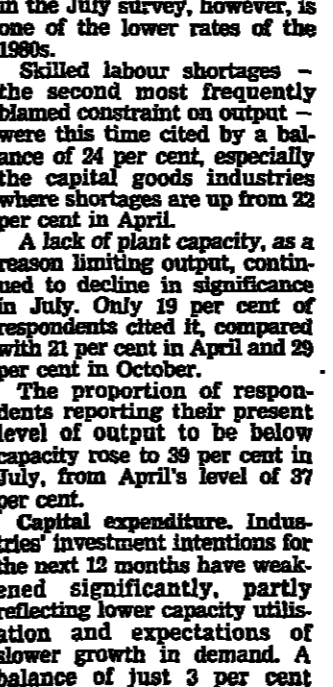 in the July survey, however, is
one of the lower rates of the
1980s.
Skilled labour shortages –
the second most frequently
blamed constraint on output –
were this time cited by a bal-
ance of 24 per cent, especially
the capital goods industries
where shortages are up from 22
per cent in April.
A lack of plant capacity, as a
reason limiting output, contin-
ued to decline in significance
in July. Only 19 per cent of
respondents cited it, compared
with 21 per cent in April and 29
per cent in October.
The proportion of respon-
dents reporting their present
level of output to be below
capacity rose to 39 per cent in
July, from April's level of 37
per cent.
Capital expenditure. Indus-
tries' investment intentions for
the next 12 months have weak-
ened significantly, partly
reflecting lower capacity utilis-
ation and expectations of
slower growth in demand. A
balance of just 3 per cent